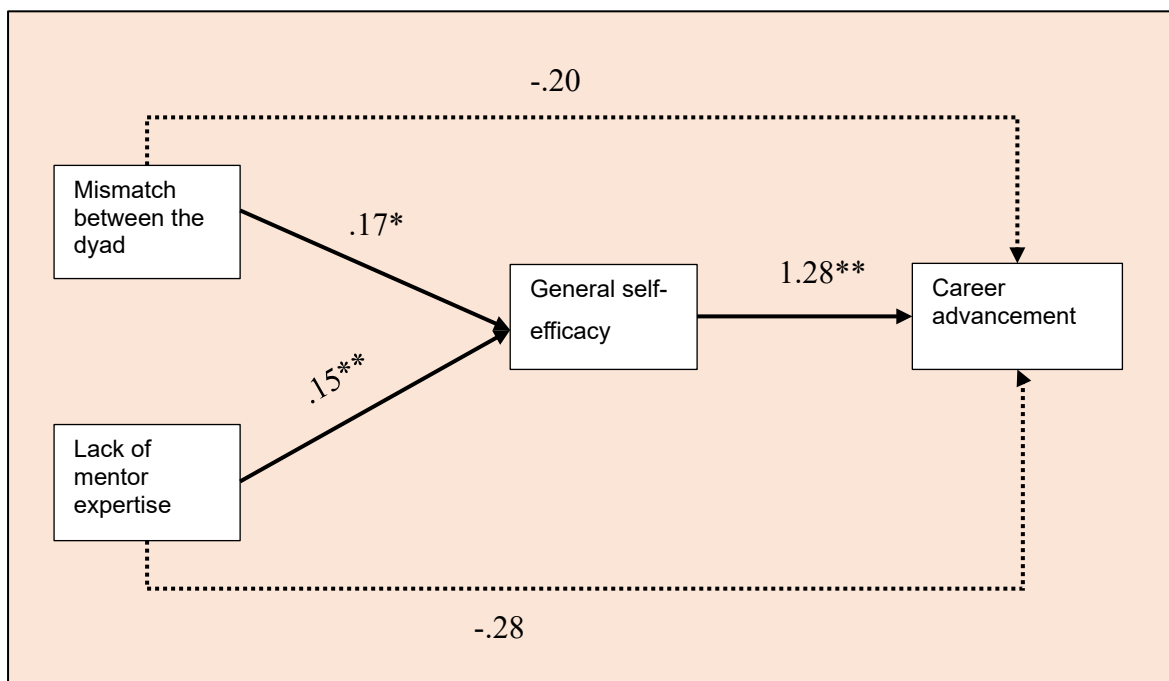 -.20
Mismatch
between the
dyad
.17*
General self-
efficacy
1.28**
Career
advancement
.15**
Lack of
mentor
expertise
-.28